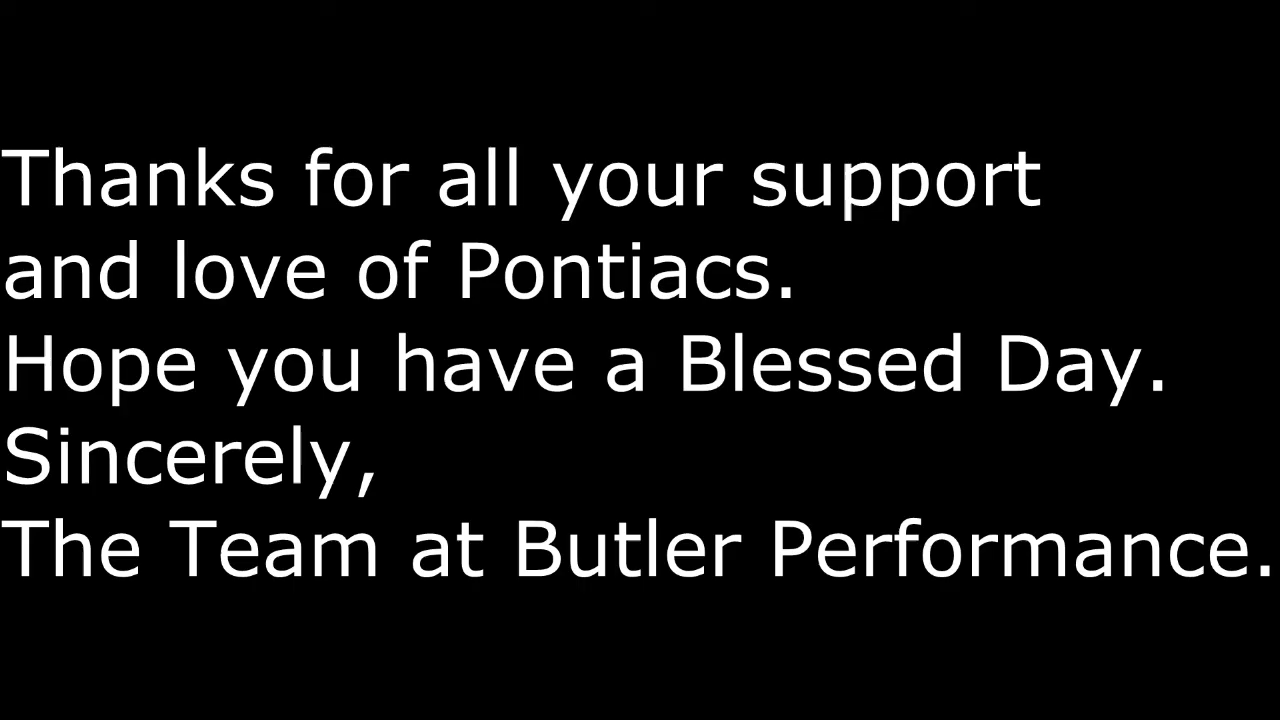 Thanks for all your support
and love of Pontiacs.
Hope you have a Blessed Day.
Sincerely,
The Team at Butler Performance.